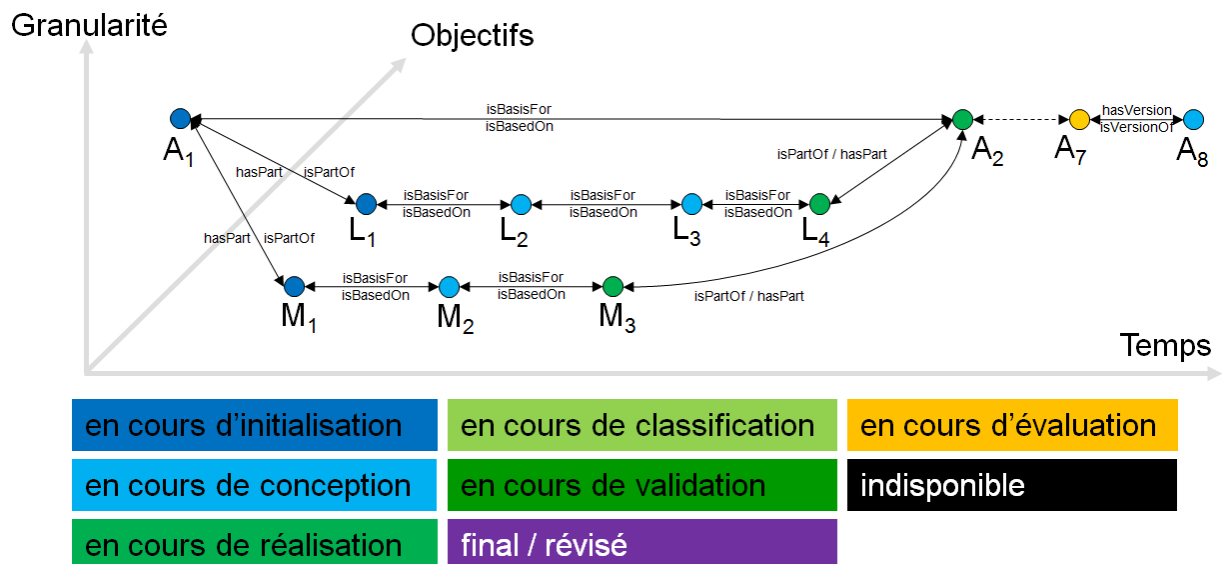 Granularité
Objectifs
isBasisFor
isBasedOn
hasVersion
isVersionOf
A1
A2
A7
A8
isPartOf / hasPart
hasPart isPartOf
isBasisFor
isBasedOn
isBasisFor
isBasedOn
isBasisFor
isBasedOn
L1
L2
L3
L4
hasPart isPartOf
isBasisFor
isBasedOn
isBasisFor
isBasedOn
isPartOf / hasPart
M1
M2
M3
Temps
en cours d'initialisation
en cours de classification
en cours d'évaluation
en cours de conception
en cours de validation
indisponible
en cours de réalisation
final / révisé